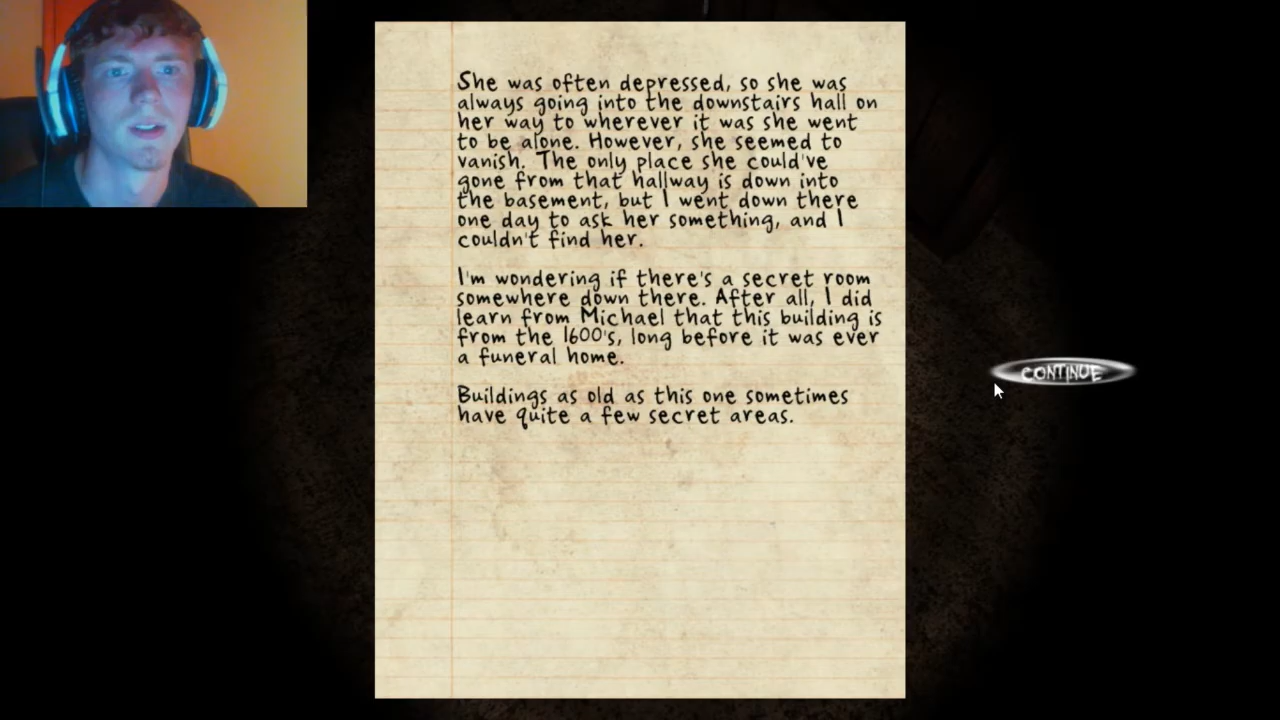 She was often depressed, so she was
always going into the downstairs hall on
her way to wherever it was she went
to be alone. However, she seemed to
vanish. The only place she could've
gone from that hallway is down into
the basement, but I went down there
one day to ask her something, and I
couldn't find her.
I'm wondering if there's a secret room
somewhere down there. After all, I did
learn from Michael that this building is
from the 1600's, long before it was ever
a funeral home.
Buildings as old as this one sometimes
have quite a few secret areas.
CONTINUE